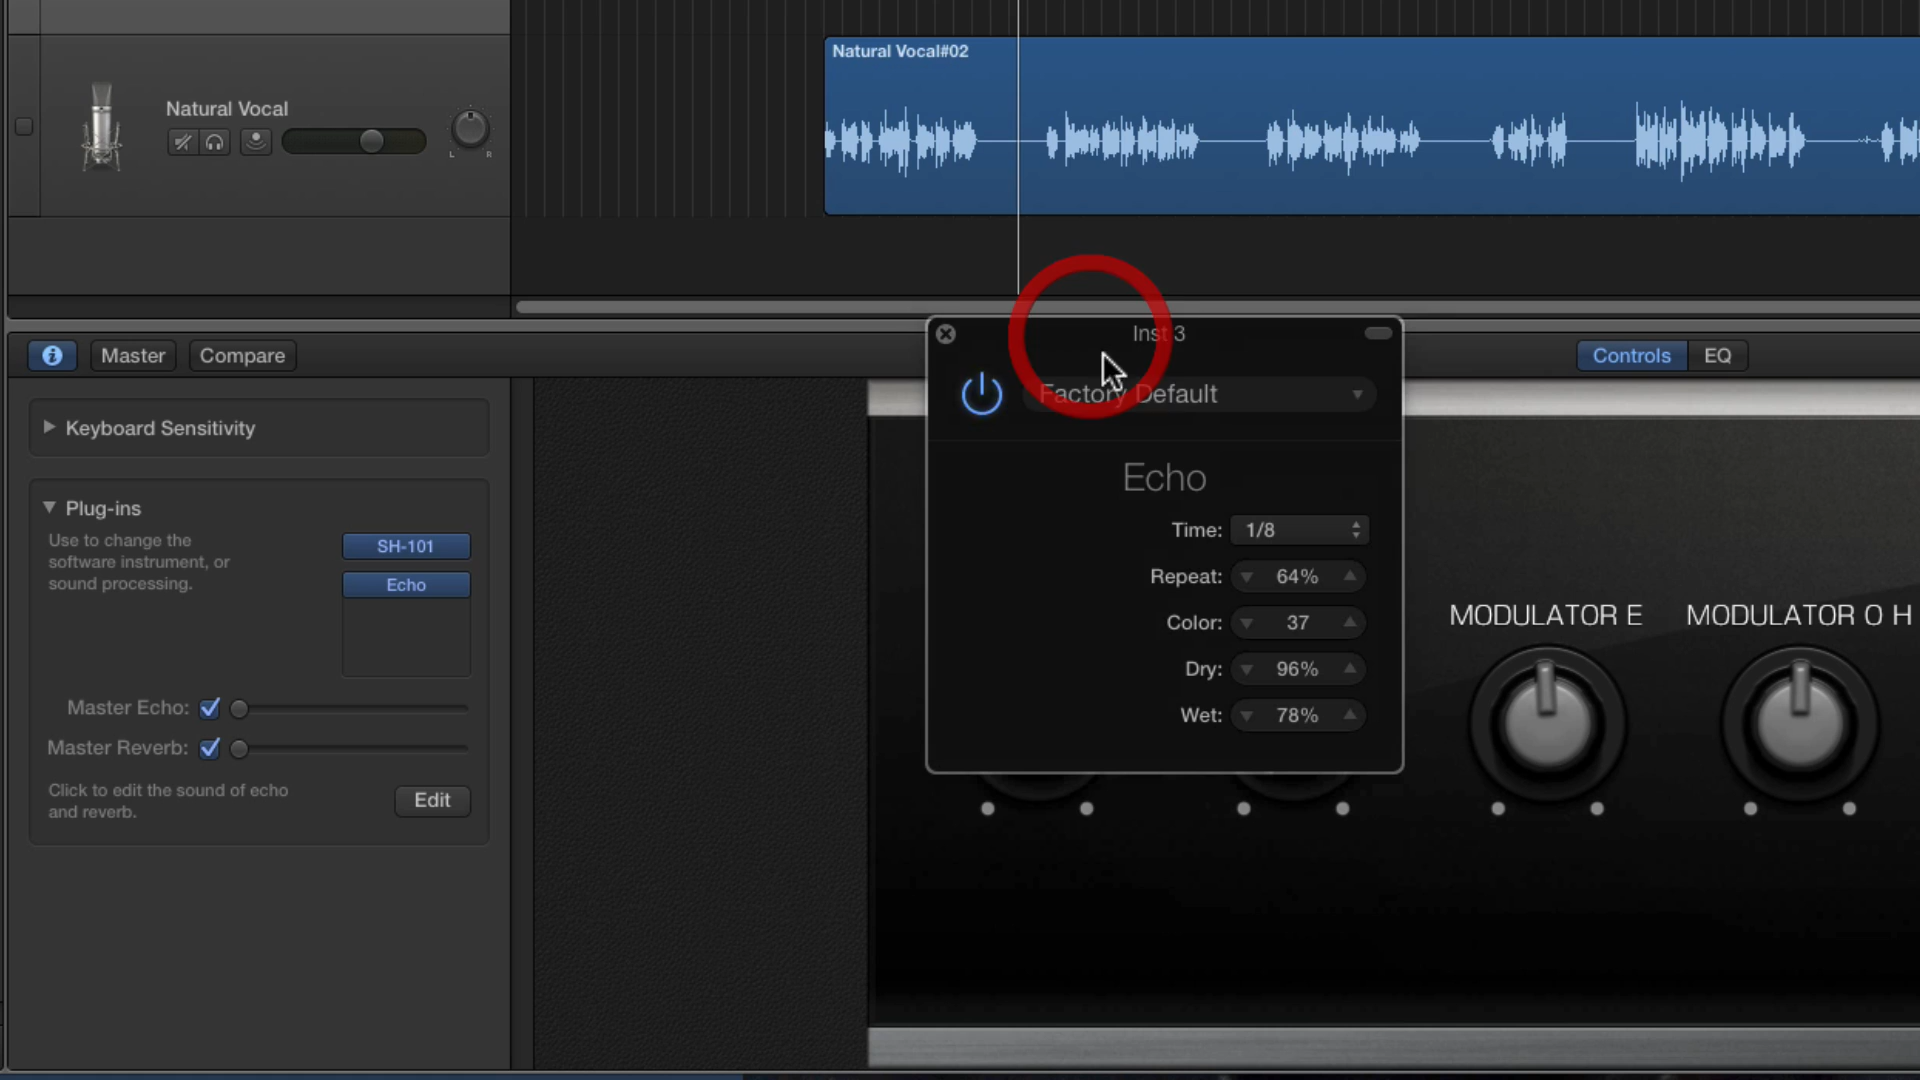 Natural Vocal#02
Natural Vocal
L R
Inst 3
Master Compare
Controls EQ
Factory Default
Keyboard Sensitivity
Echo
Plug-ins
Use to change the
software instrument, or
sound processing.
SH-101
Echo
Time: 1/8
Repeat: 64%
Color: 37
Dry: 96%
Wet: 78%
MODULATOR E MODULATOR O H
Master Echo:
Master Reverb:
Click to edit the sound of echo
and reverb.
Edit